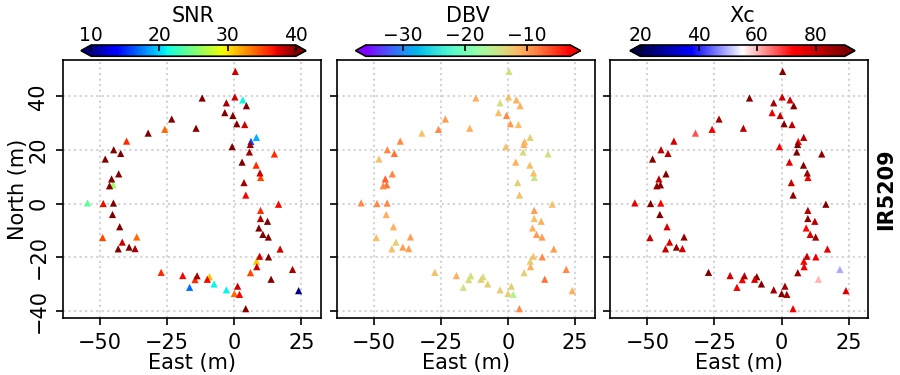 SNR DBV Xc
10 20 30 40 −30 −20 −10 20 40 60 80
North (m)
40
20
0
−20
−40
−50 −25 0 25 −50 −25 0 25 −50 −25 0 25
East (m) East (m) East (m)
IR5209